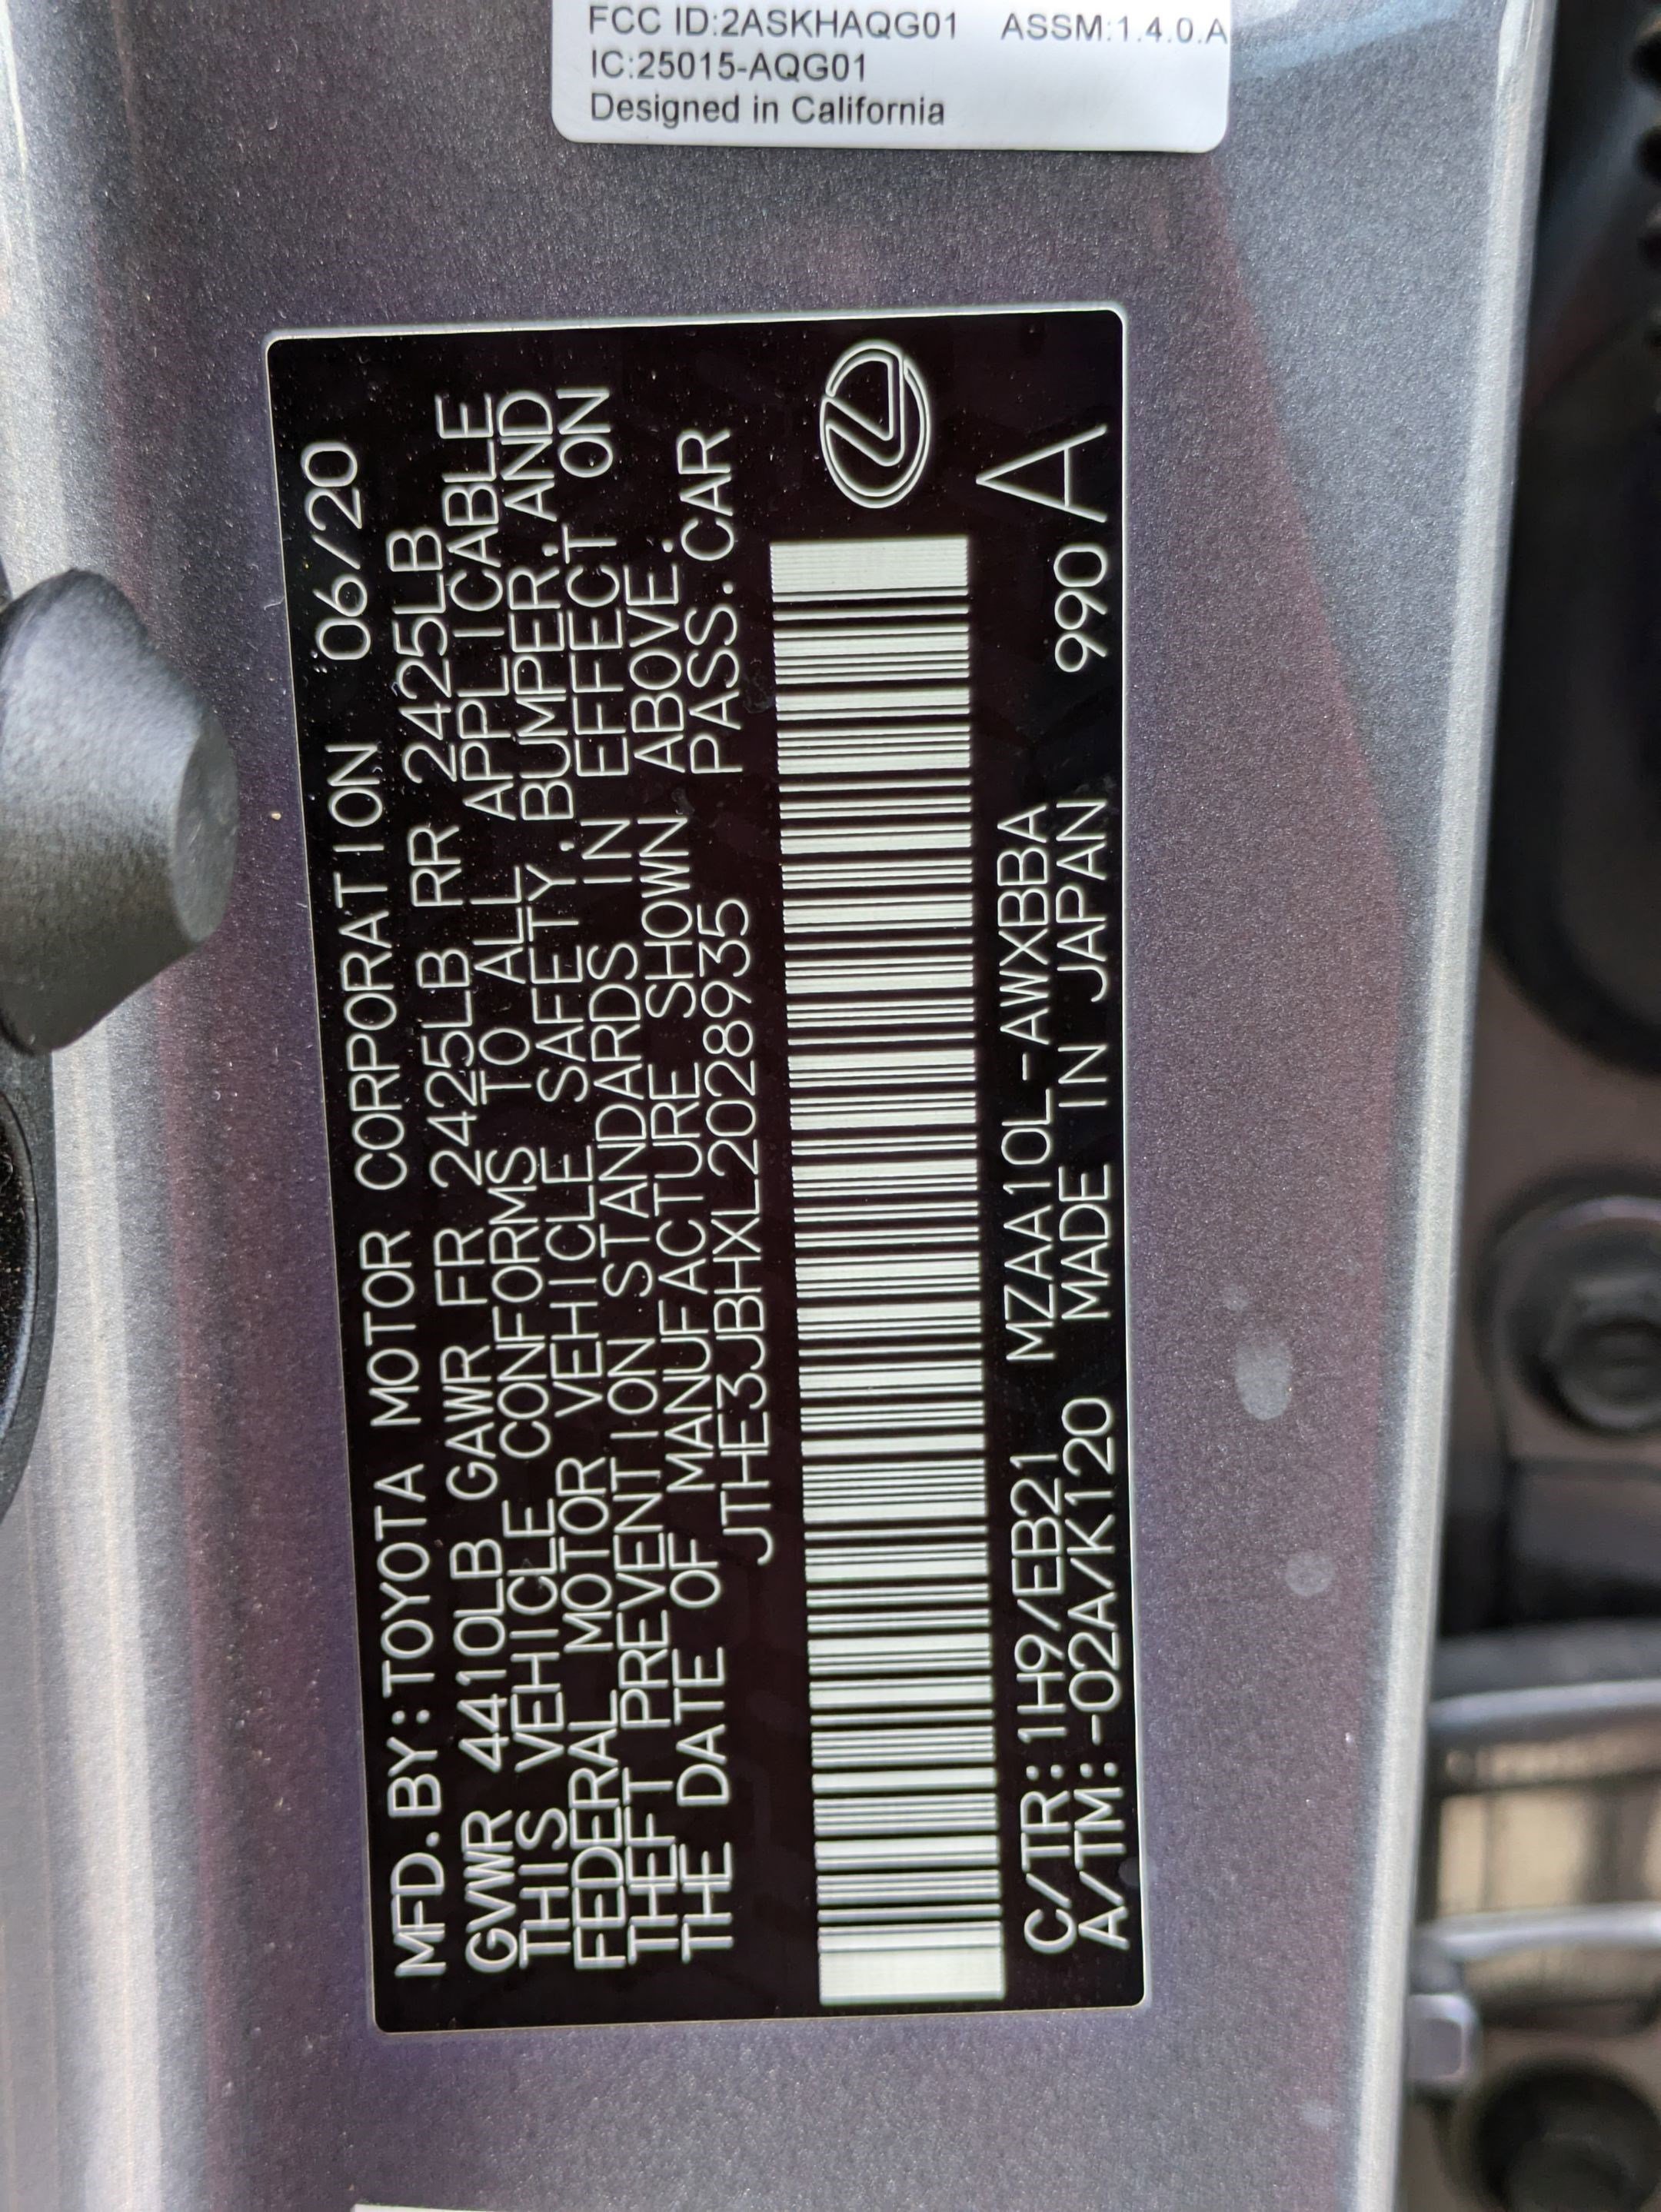 FCC ID:2ASKHAQG01 ASSM:1.4.0.A
IC:25015-AQG01
Designed in California
MFD.BY:TOYOTA MOTOR CORPORATION 06/20
GVWR 4410LB GAWR FR 2425LB RR 2425LB
THIS VEHICLE CONFORMS TO ALL APPLICABLE
FEDERAL MOTOR VEHICLE SAFETY,BUMPER,AND
THEFT PREVENTION STANDARDS IN EFFECT ON
THE DATE OF MANUFACTURE SHOWN ABOVE.
JTHE3JBHXL2028935 PASS.CAR
C/TR:1H9/EB21 MZAA10L-AWXBBA
A/TM:-02A/K120 MADE IN JAPAN 990 A